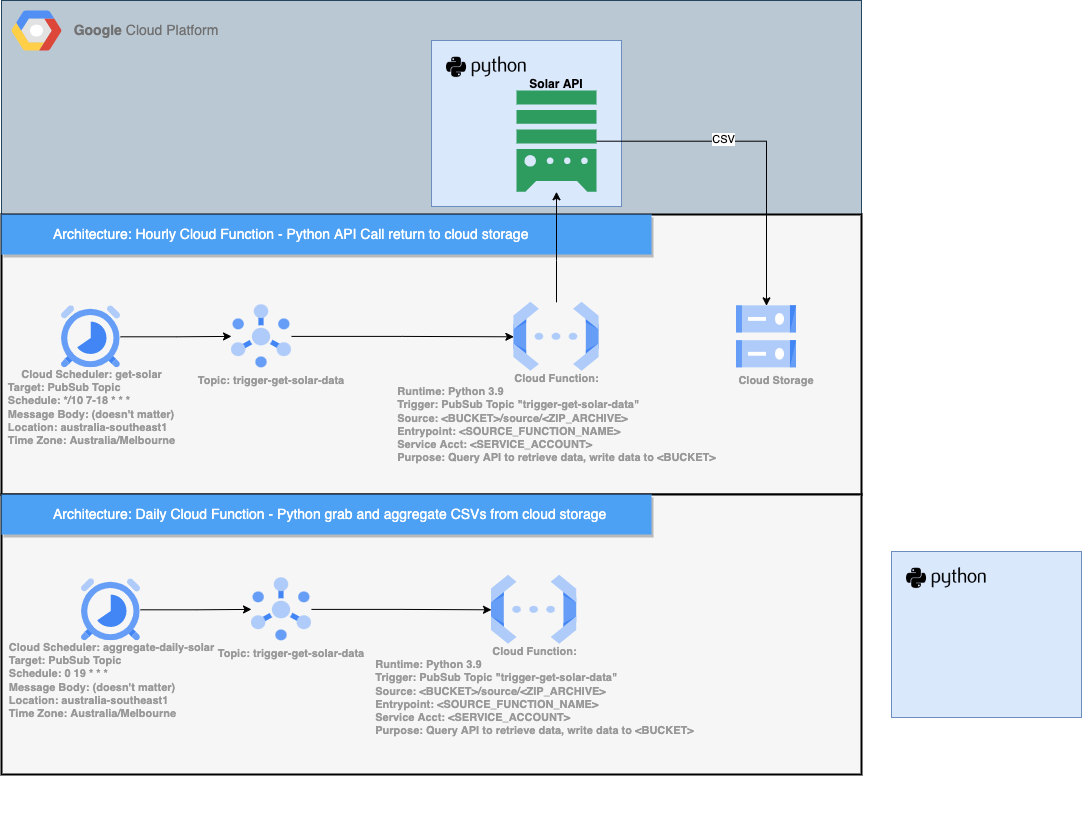 Google Cloud Platform
python
Solar API
CSV
Architecture: Hourly Cloud Function - Python API Call return to cloud storage
Cloud Scheduler: get-solar
Target: PubSub Topic
Schedule: */10 7-18 * * *
Message Body: (doesn't matter)
Location: australia-southeast1
Time Zone: Australia/Melbourne
Topic: trigger-get-solar-data
Cloud Function:
Runtime: Python 3.9
Trigger: PubSub Topic "trigger-get-solar-data"
Source: <BUCKET>/source/<ZIP_ARCHIVE>
Entrypoint: <SOURCE_FUNCTION_NAME>
Service Acct: <SERVICE_ACCOUNT>
Purpose: Query API to retrieve data, write data to <BUCKET>
Cloud Storage
Architecture: Daily Cloud Function - Python grab and aggregate CSVs from cloud storage
Cloud Scheduler: aggregate-daily-solar
Target: PubSub Topic
Schedule: 0 19 * * *
Message Body: (doesn't matter)
Location: australia-southeast1
Time Zone: Australia/Melbourne
Topic: trigger-get-solar-data
Cloud Function:
Runtime: Python 3.9
Trigger: PubSub Topic "trigger-get-solar-data"
Source: <BUCKET>/source/<ZIP_ARCHIVE>
Entrypoint: <SOURCE_FUNCTION_NAME>
Service Acct: <SERVICE_ACCOUNT>
Purpose: Query API to retrieve data, write data to <BUCKET>
python